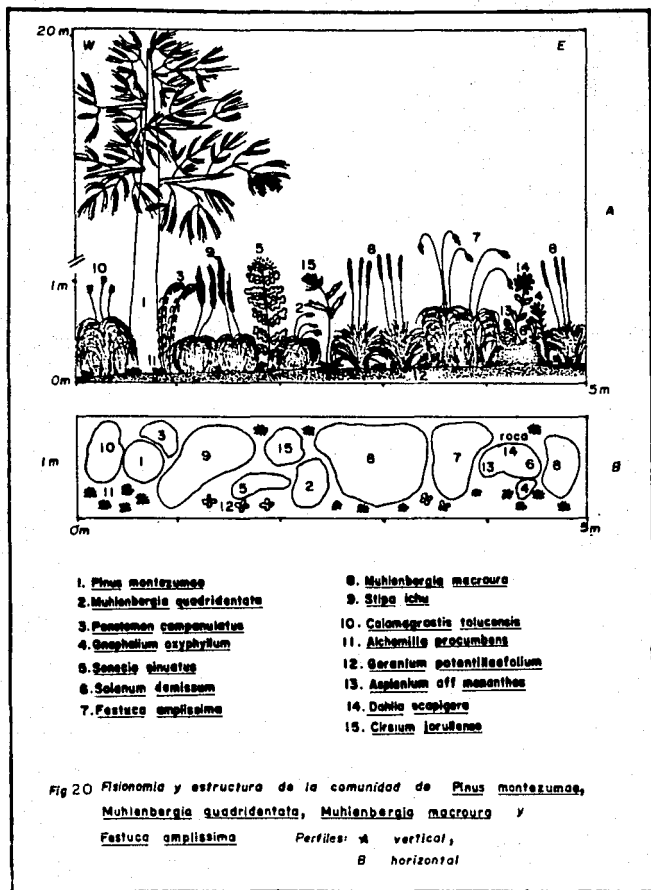 20 m
W E
A
10 3 9 5 15 8 7 14 8
2 13 4
1m
1
11
0m 12 5m
3 roca
10 15 14
1m 1 9 8 7 13 6 8 B
5 2 4
11 12
0m 5m
1. Pinus montezumae
2. Muhlenbergia quadridentata
3. Penstemon campanulatus
4. Gnaphalium oxyphyllum
5. Senecio sinuatus
6. Solanum demissum
7. Festuca amplissima
8. Muhlenbergia macroura
9. Stipa ichu
10. Calamagrostis tolucensis
11. Alchemilla procumbens
12. Geranium potentillaefolium
13. Asplenium aff monanthes
14. Dahlia scapigera
15. Cirsium jorullense
Fig 20 Fisionomia y estructura de la comunidad de Pinus montezumae,
Muhlenbergia quadridentata, Muhlenbergia macroura y
Festuca amplissima Perfiles: A vertical,
B horizontal